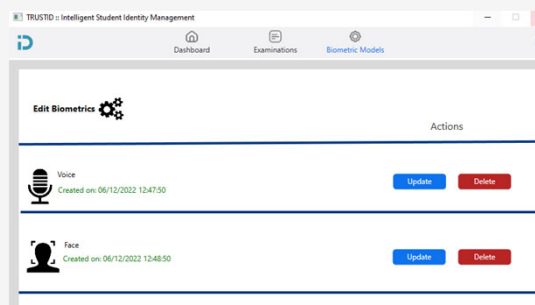 TRUSTID :: Intelligent Student Identity Management
iD
Dashboard
Examinations
Biometric Models
Edit Biometrics
Actions
Voice
Created on: 06/12/2022 12:47:50
Update
Delete
Face
Created on: 06/12/2022 12:48:50
Update
Delete